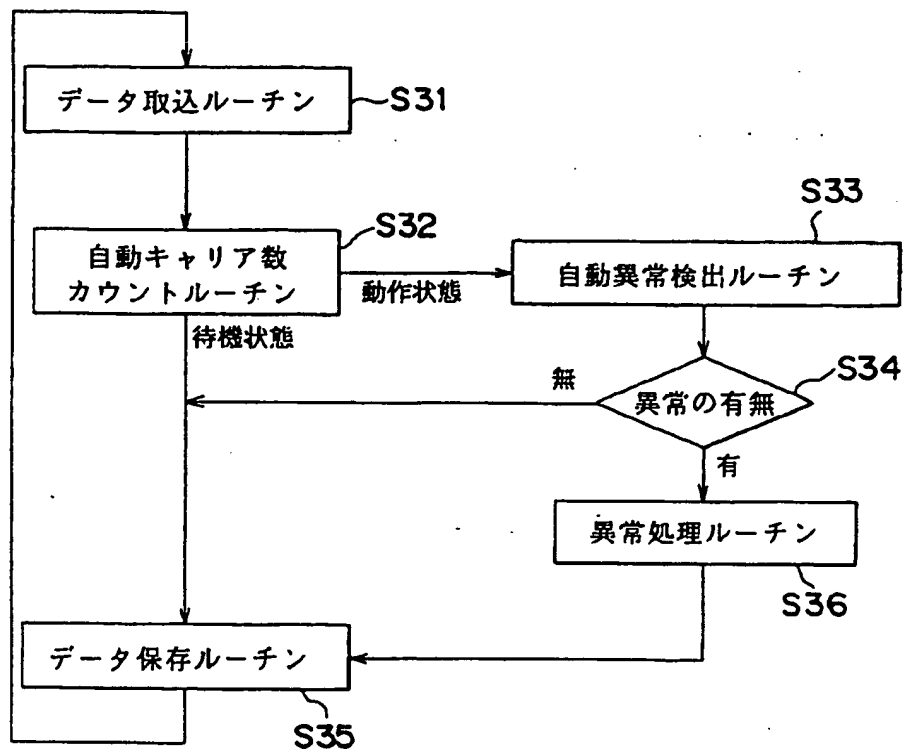 データ取込ルーチン
S31
S32
自動キャリア数
カウントルーチン
動作状態
待機状態
S33
自動異常検出ルーチン
S34
異常の有無
無
有
異常処理ルーチン
S36
データ保存ルーチン
S35